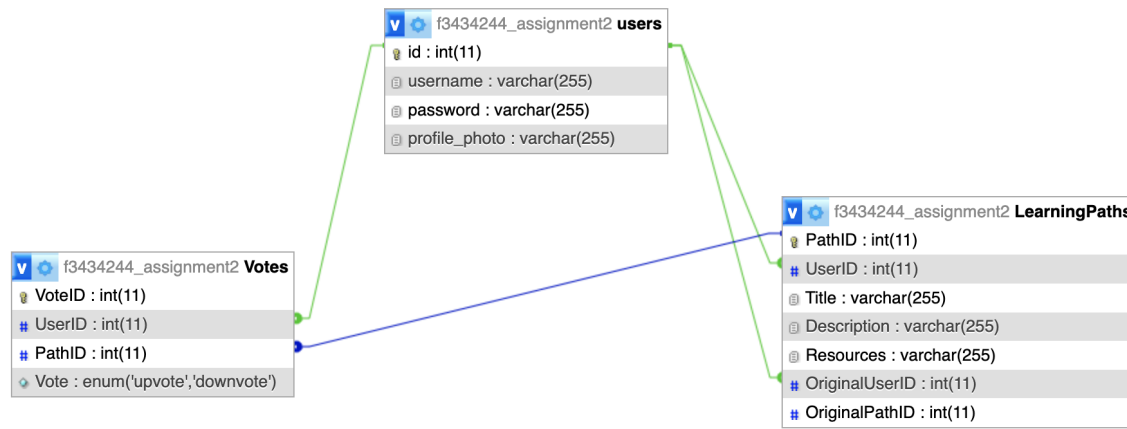 f3434244_assignment2 users
id : int(11)
username : varchar(255)
password : varchar(255)
profile_photo : varchar(255)
f3434244_assignment2 Votes
VoteID : int(11)
UserID : int(11)
PathID : int(11)
Vote : enum('upvote','downvote')
f3434244_assignment2 LearningPaths
PathID : int(11)
UserID : int(11)
Title : varchar(255)
Description : varchar(255)
Resources : varchar(255)
OriginalUserID : int(11)
OriginalPathID : int(11)